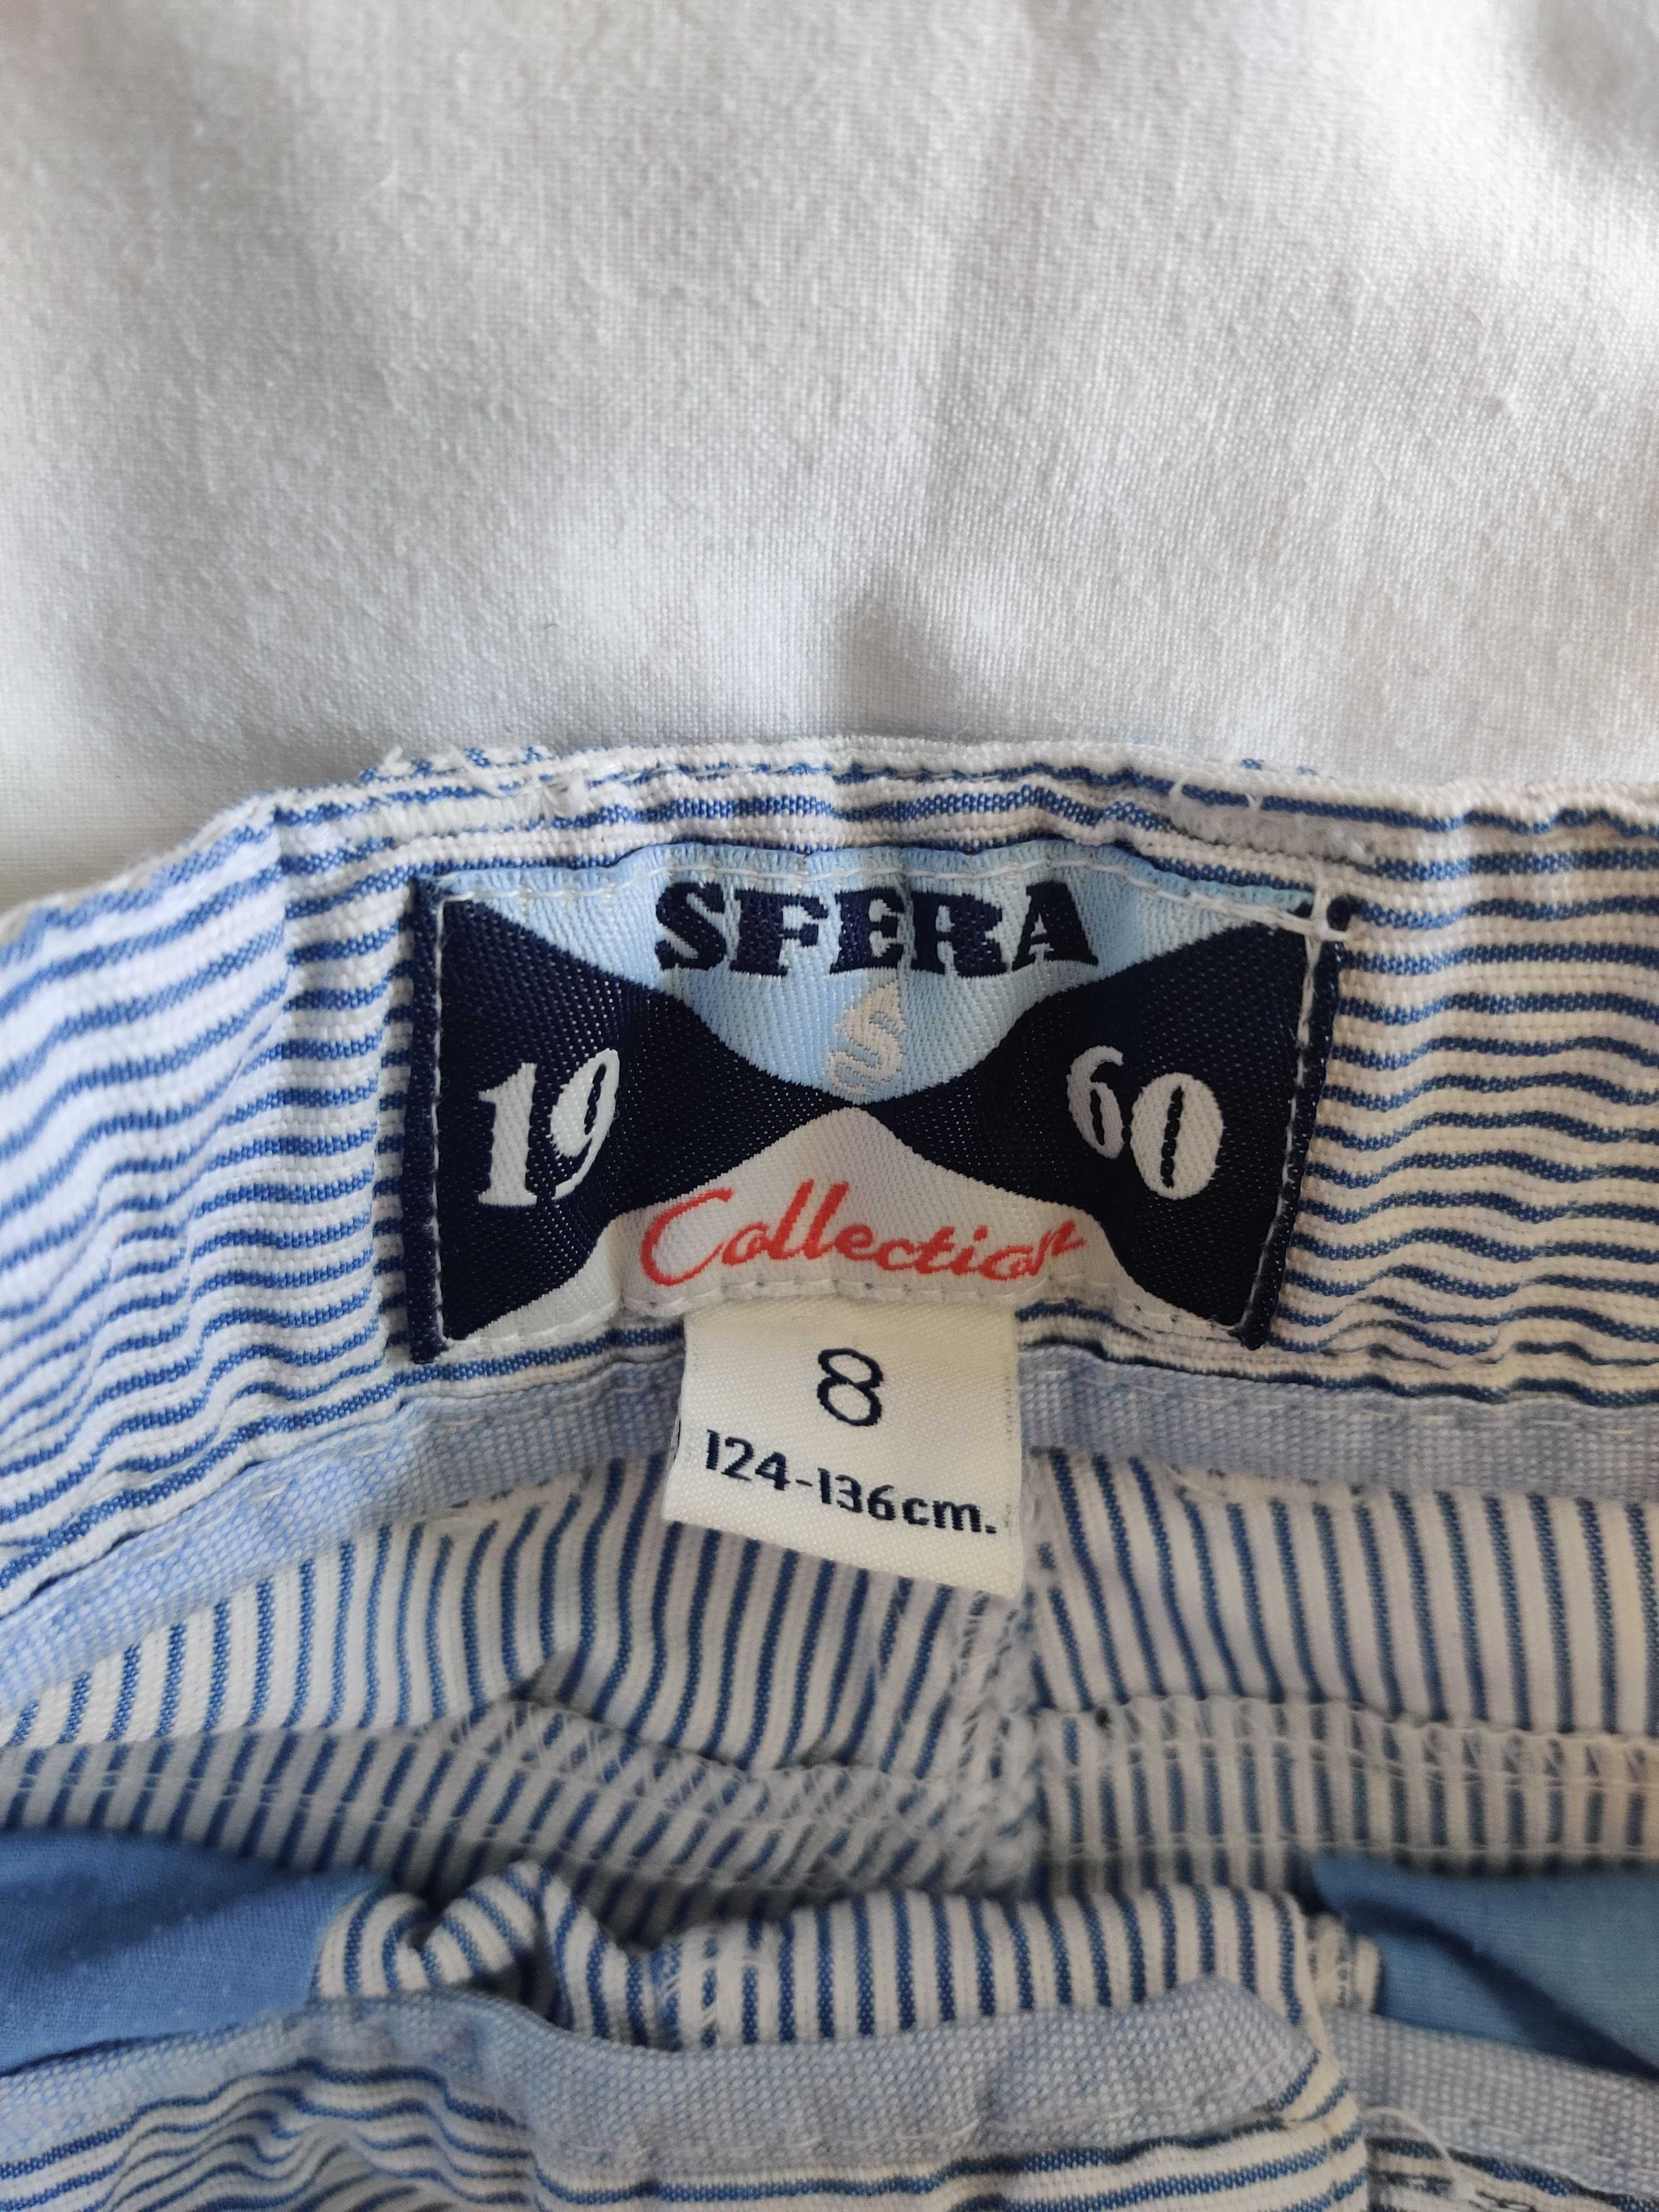 SFERA
S
19 60
Collection
8
124-136cm.